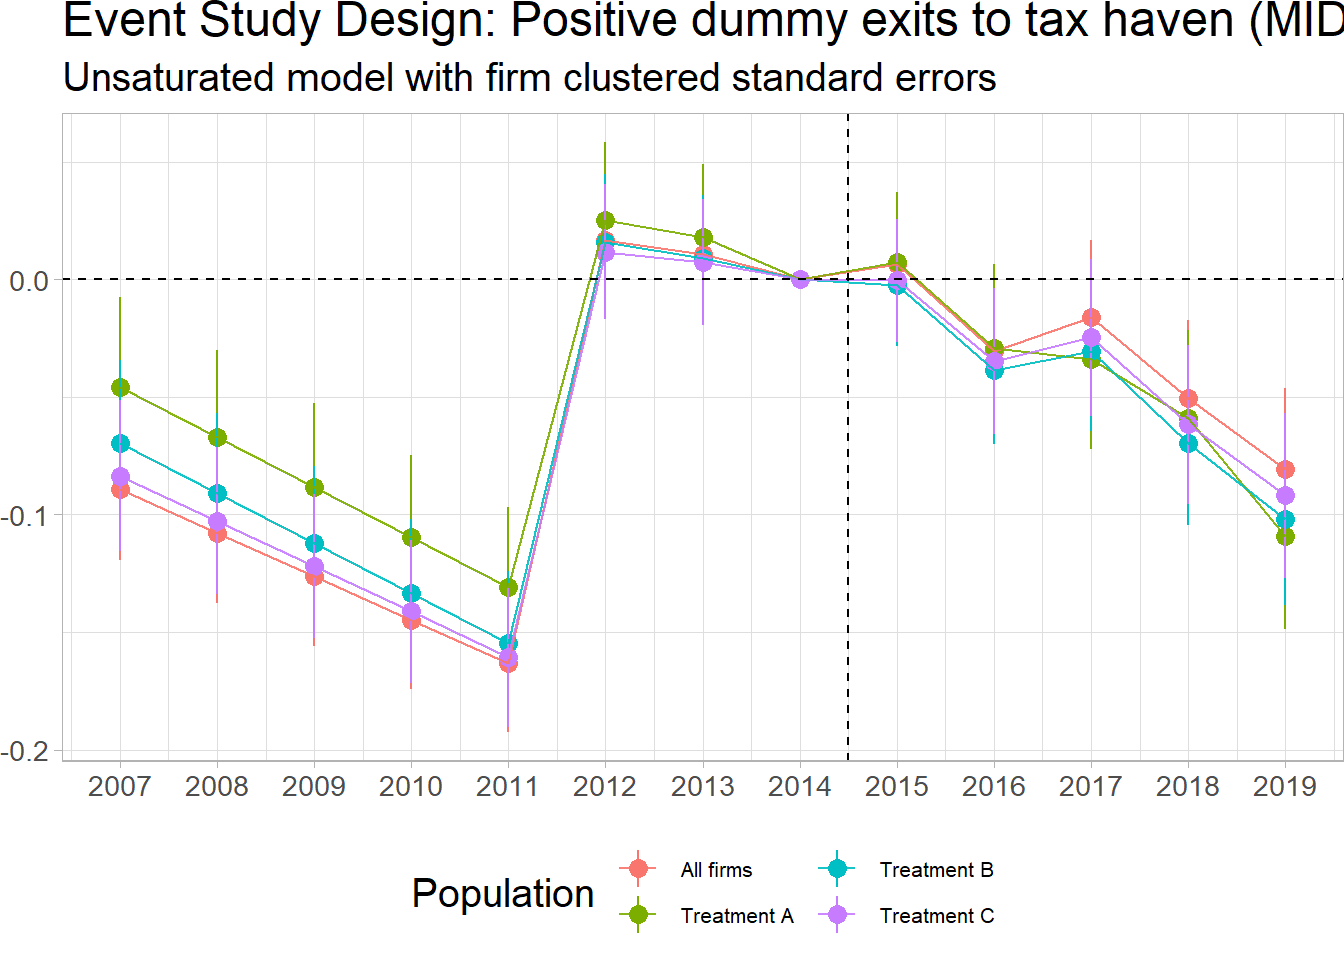 Event Study Design: Positive dummy exits to tax haven (MID
Unsaturated model with firm clustered standard errors
0.0
-0.1
-0.2
2007 2008 2009 2010 2011 2012 2013 2014 2015 2016 2017 2018 2019
Population
All firms
Treatment A
Treatment B
Treatment C